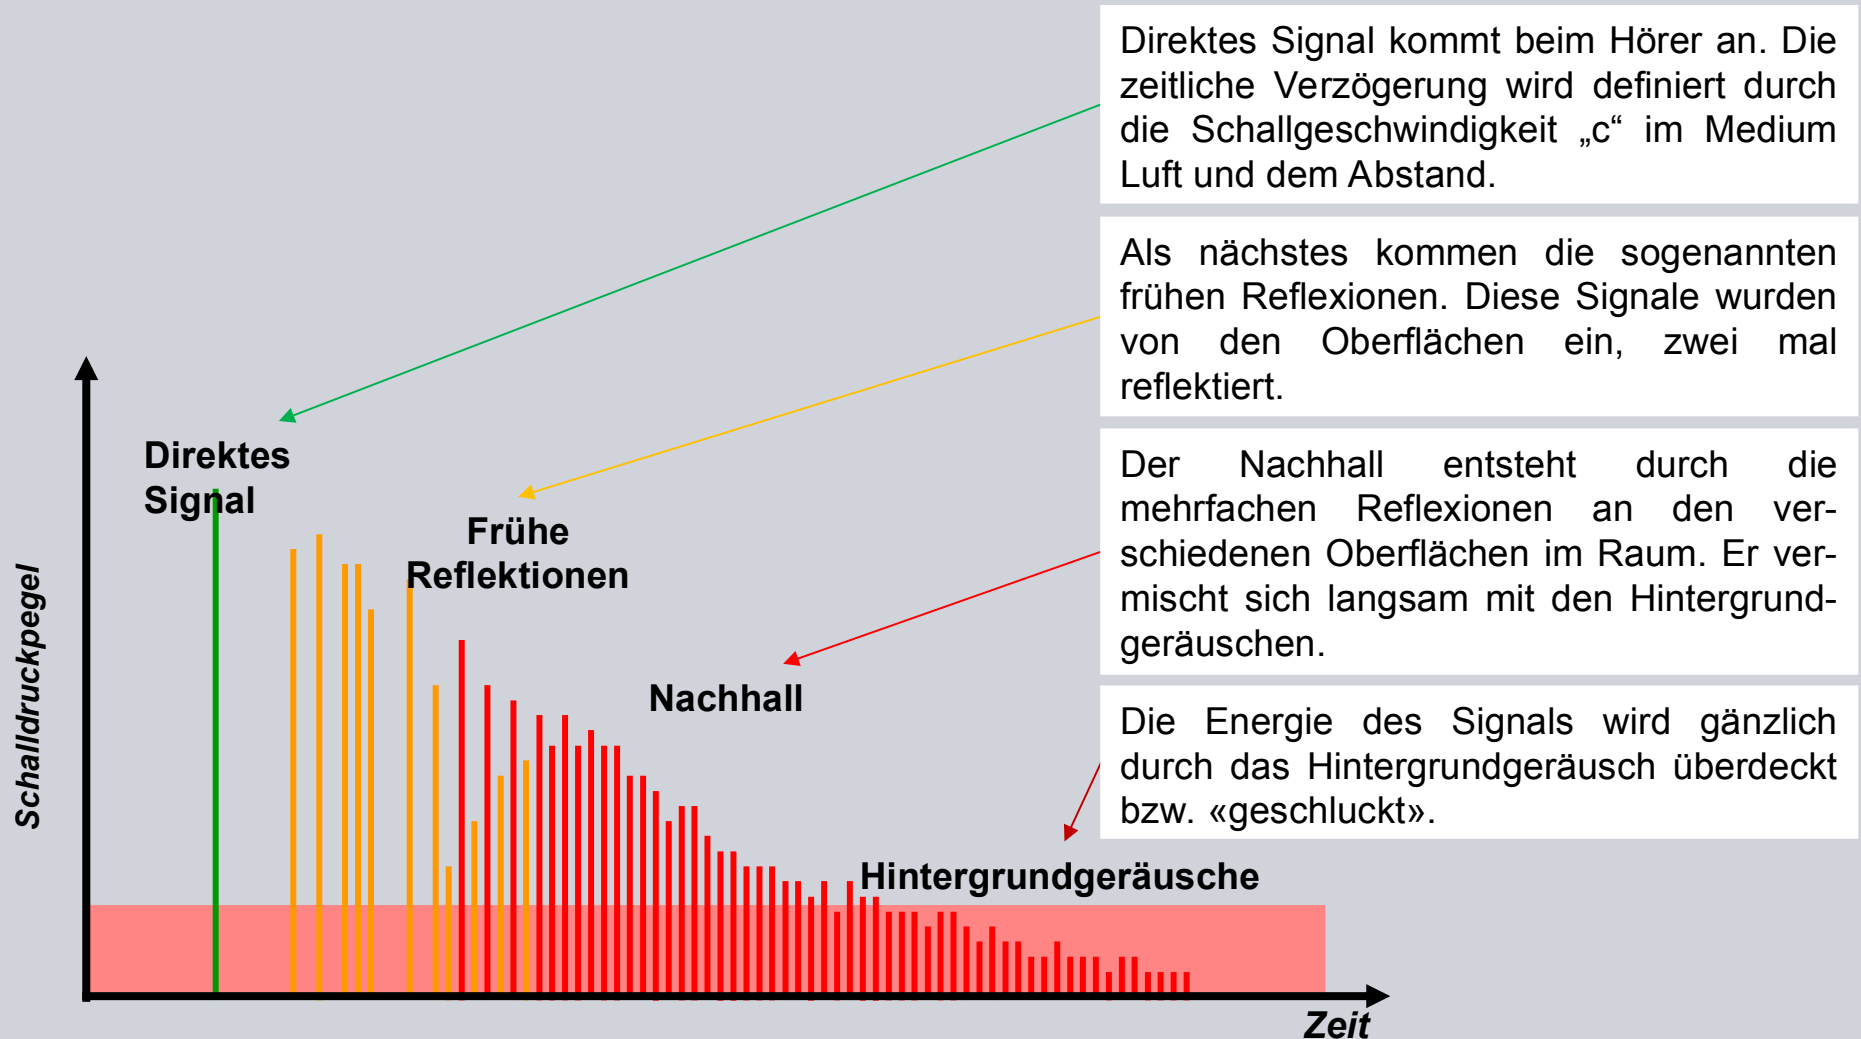 Direktes Signal kommt beim Hörer an. Die
zeitliche Verzögerung wird definiert durch
die Schallgeschwindigkeit „c“ im Medium
Luft und dem Abstand.
Als nächstes kommen die sogenannten
frühen Reflexionen. Diese Signale wurden
von den Oberflächen ein, zwei mal
reflektiert.
Der Nachhall entsteht durch die
mehrfachen Reflexionen an den ver-
schiedenen Oberflächen im Raum. Er ver-
mischt sich langsam mit den Hintergrund-
geräuschen.
Die Energie des Signals wird gänzlich
durch das Hintergrundgeräusch überdeckt
bzw. «geschluckt».
Direktes
Signal
Frühe
Reflektionen
Nachhall
Hintergrundgeräusche
Schalldruckpegel
Zeit